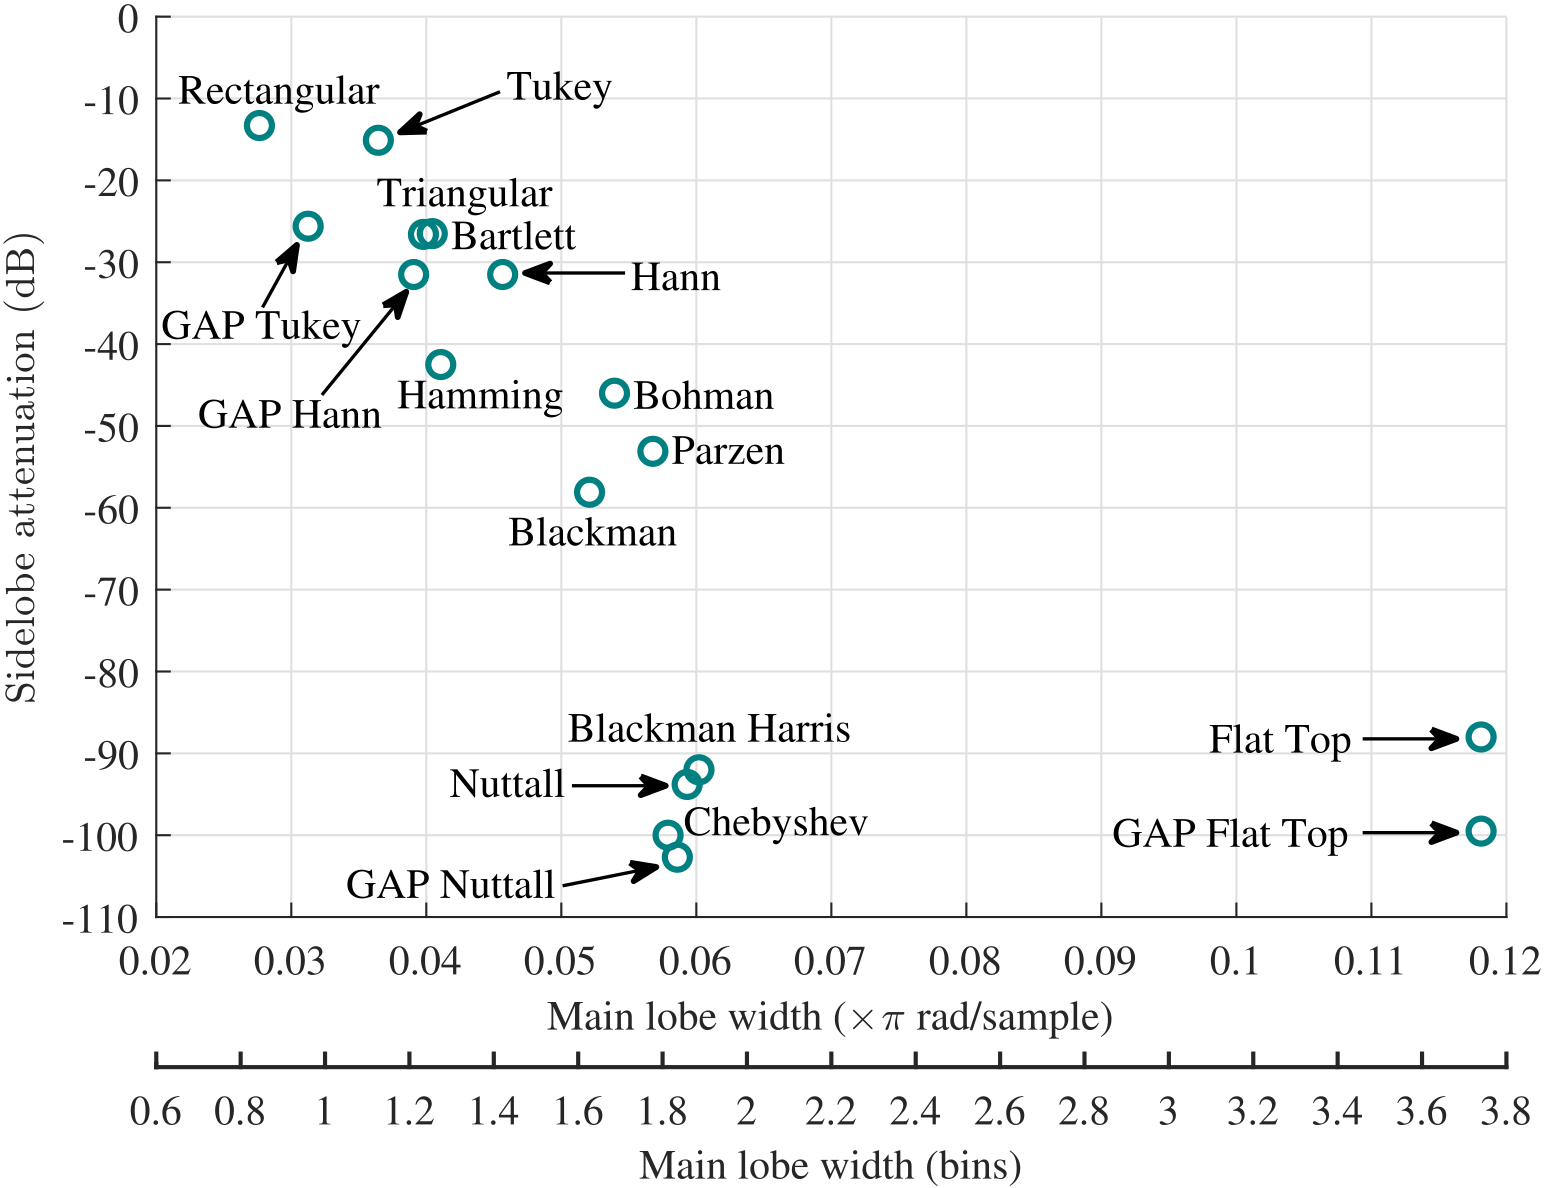 0
-10
-20
-30
-40
-50
-60
-70
-80
-90
-100
-110
Sidelobe attenuation (dB)
Rectangular
Tukey
Triangular
Bartlett
Hann
GAP Tukey
GAP Hann
Hamming
Bohman
Parzen
Blackman
Blackman Harris
Flat Top
Nuttall
Chebyshev
GAP Flat Top
GAP Nuttall
0.02 0.03 0.04 0.05 0.06 0.07 0.08 0.09 0.1 0.11 0.12
Main lobe width (×π rad/sample)
0.6 0.8 1 1.2 1.4 1.6 1.8 2 2.2 2.4 2.6 2.8 3 3.2 3.4 3.6 3.8
Main lobe width (bins)